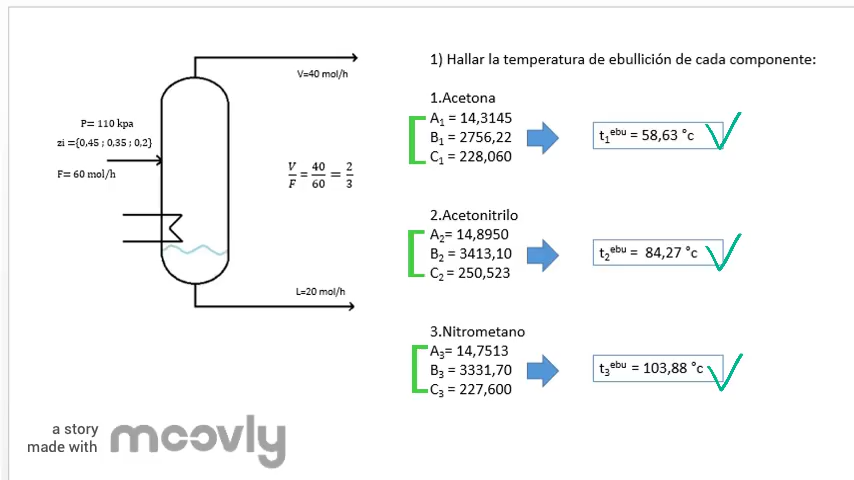 V=40 mol/h
P= 110 kpa
zi ={0,45 ; 0,35 ; 0,2}
F= 60 mol/h
V/F = 40/60 = 2/3
L=20 mol/h
1) Hallar la temperatura de ebullición de cada componente:
1.Acetona
A₁ = 14,3145
B₁ = 2756,22
C₁ = 228,060
t₁ᵉᵇᵘ = 58,63 °c
2.Acetonitrilo
A₂= 14,8950
B₂ = 3413,10
C₂ = 250,523
t₂ᵉᵇᵘ = 84,27 °c
3.Nitrometano
A₃= 14,7513
B₃ = 3331,70
C₃ = 227,600
t₃ᵉᵇᵘ = 103,88 °c
a story
made with moovly